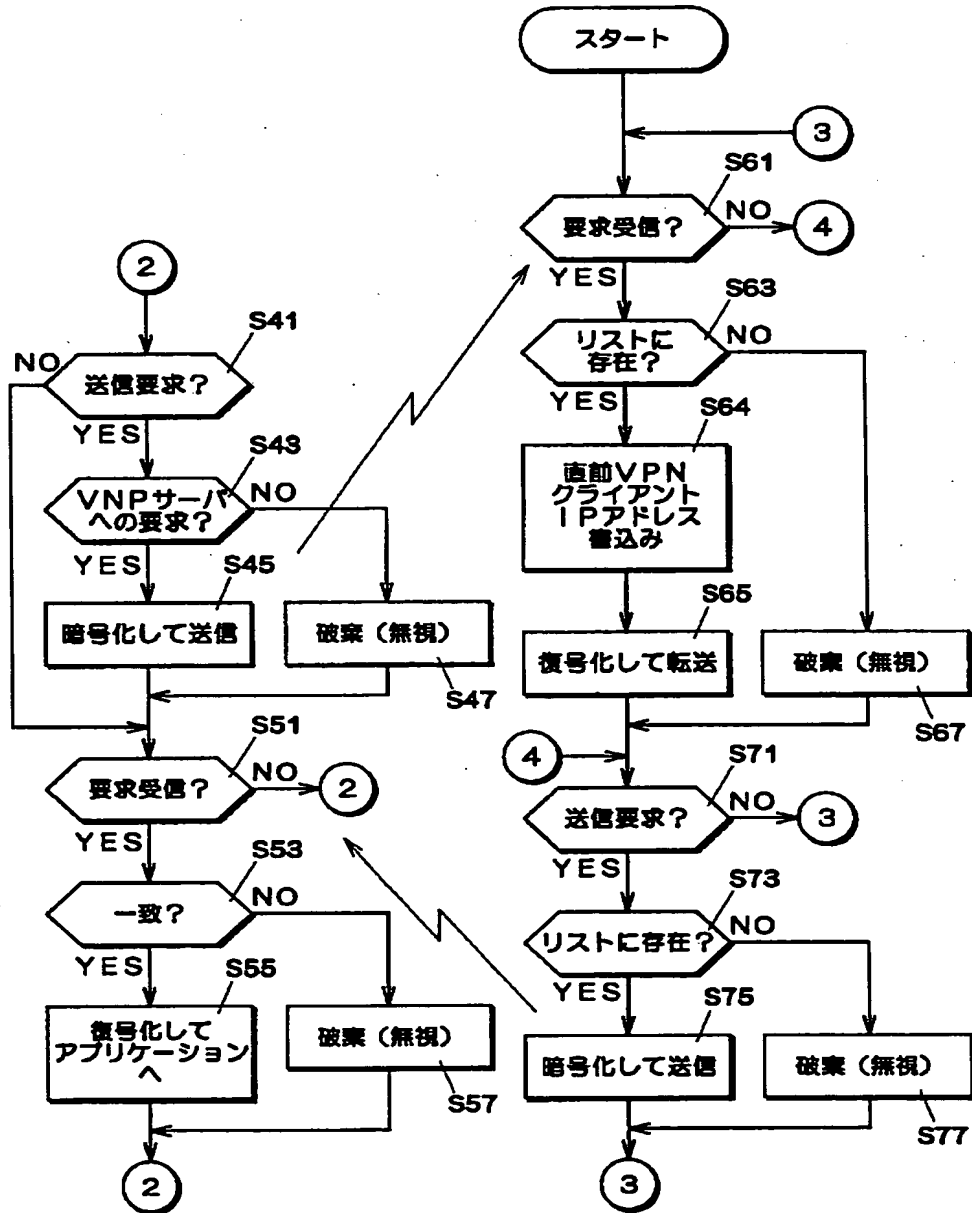 スタート
3
S61
要求受信？
NO
4
YES
S63
リストに
存在？
NO
YES
S64
直前VPN
クライアント
IPアドレス
書込み
S65
復号化して転送
破棄（無視）
S67
4
S71
送信要求？
NO
3
YES
S73
リストに存在？
NO
YES
S75
暗号化して送信
破棄（無視）
S77
3
2
S41
NO
送信要求？
YES
S43
VNPサーバ
への要求？
NO
YES
S45
暗号化して送信
破棄（無視）
S47
S51
要求受信？
NO
2
YES
S53
一致？
NO
YES
S55
復号化して
アプリケーション
へ
破棄（無視）
S57
2